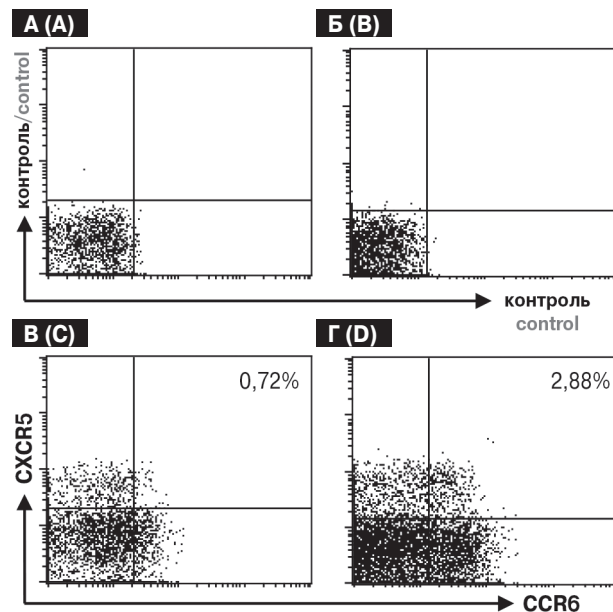 А (A)
Б (B)
контроль/control
контроль
control
В (C)
Г (D)
0,72%
2,88%
CXCR5
CCR6